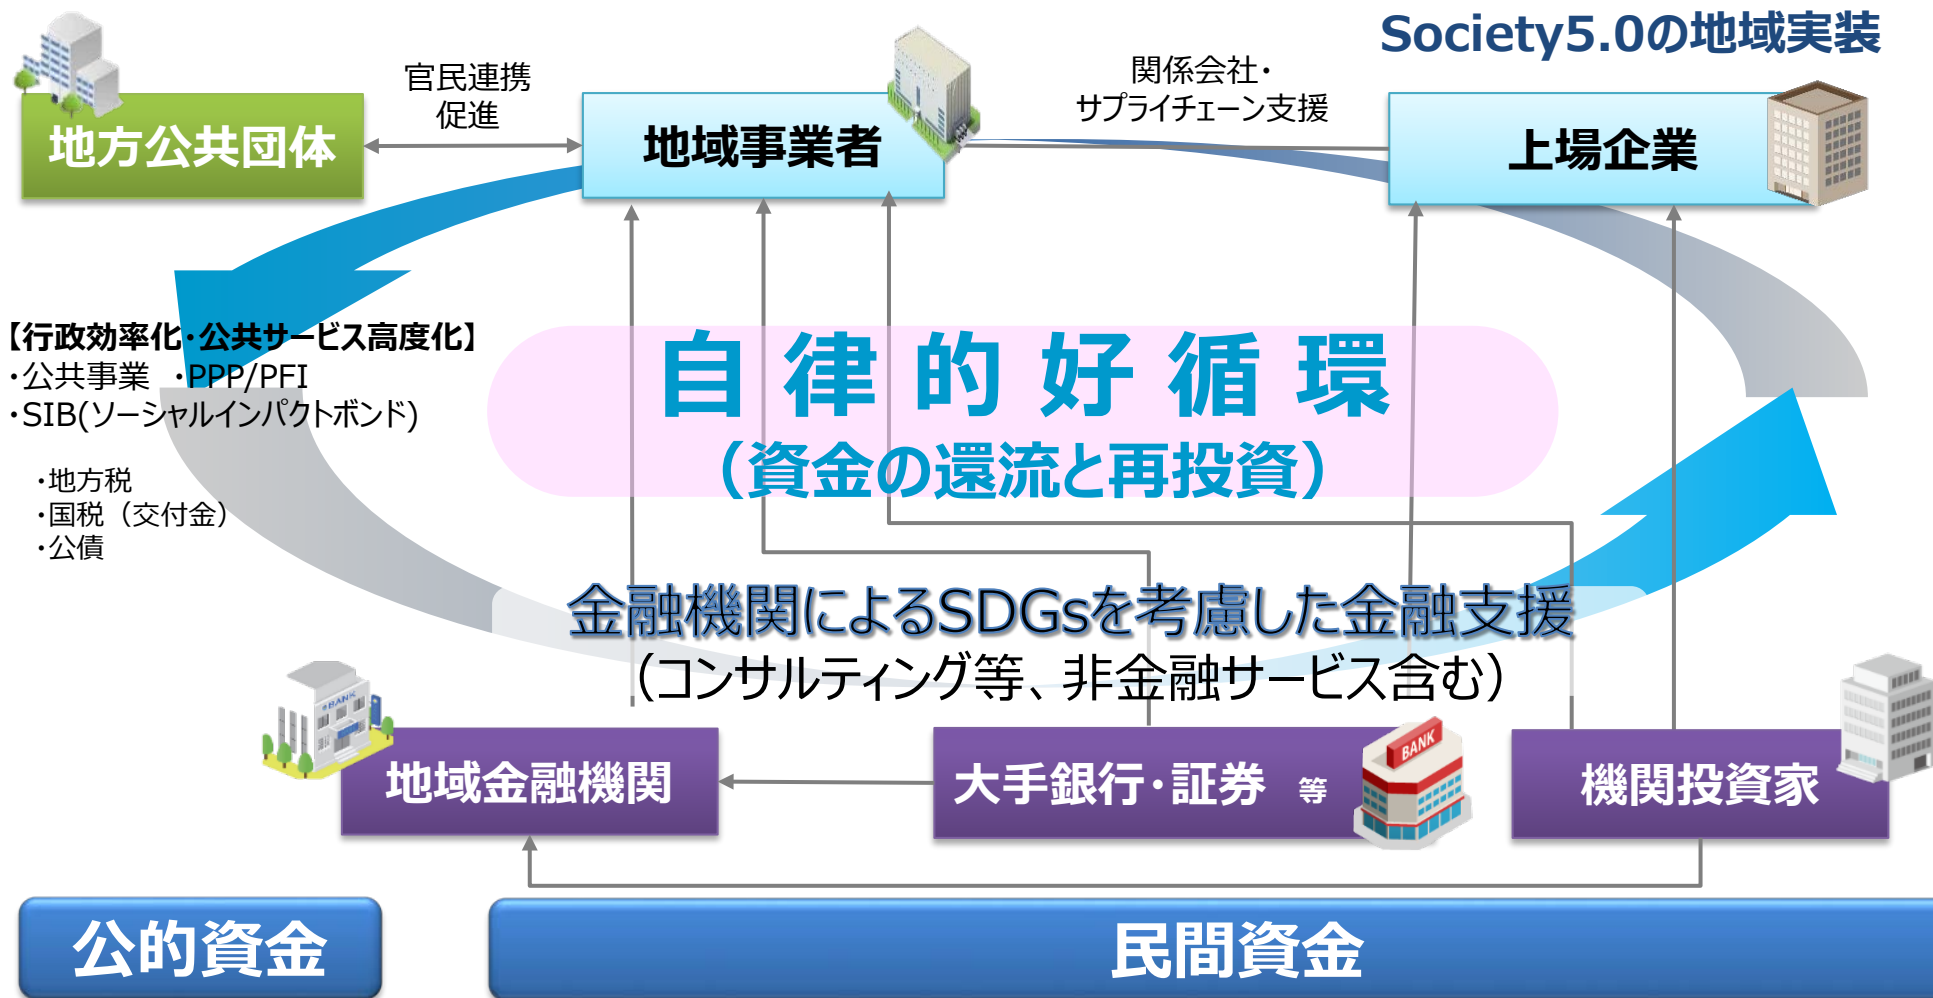 Society5.0の地域実装
官民連携
促進
関係会社・
サプライチェーン支援
地方公共団体
地域事業者
上場企業
【行政効率化・公共サービス高度化】
・公共事業 ・PPP/PFI
・SIB(ソーシャルインパクトボンド)
・地方税
・国税（交付金）
・公債
自律的好循環
（資金の還流と再投資）
金融機関によるSDGsを考慮した金融支援
（コンサルティング等、非金融サービス含む）
BANK
地域金融機関
大手銀行・証券 等
BANK
機関投資家
公的資金
民間資金